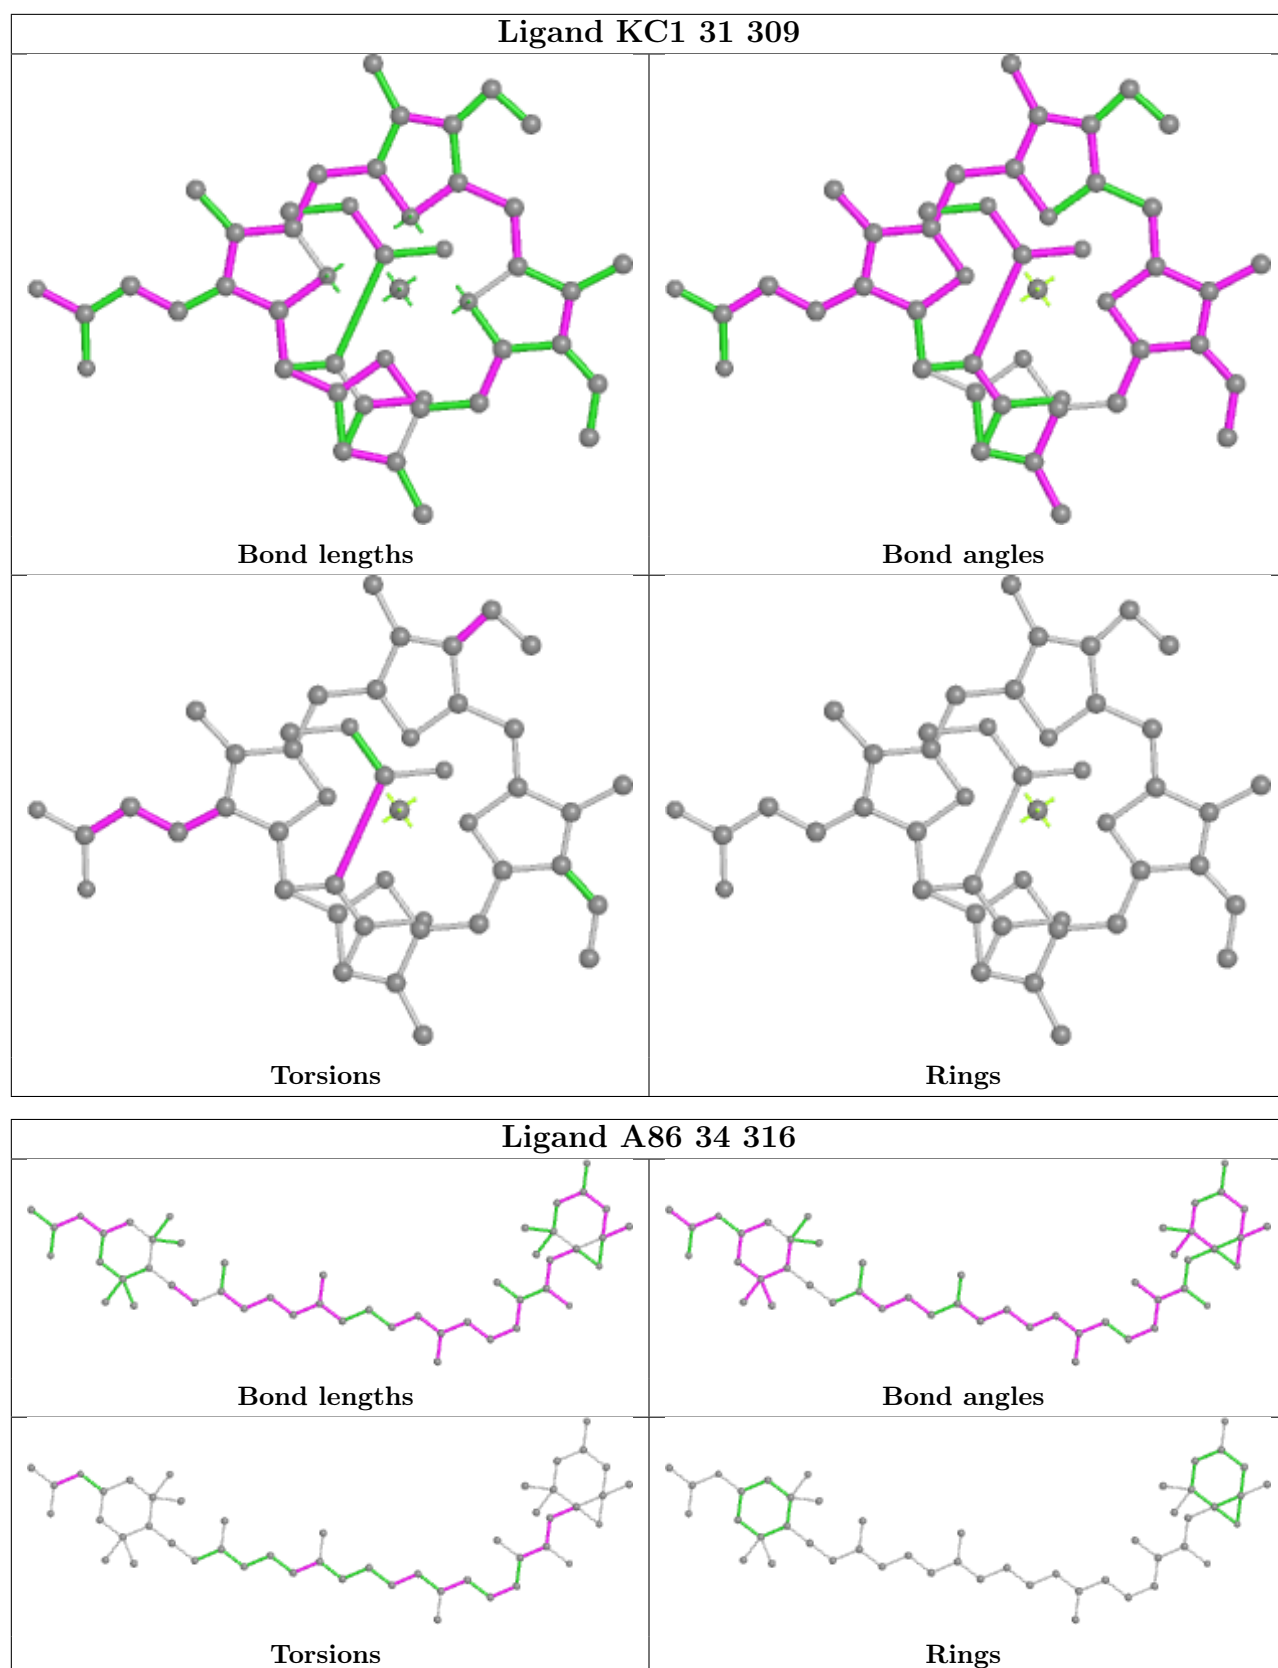 Ligand KC1 31 309
Bond lengths
Bond angles
Torsions
Rings
Ligand A86 34 316
Bond lengths
Bond angles
Torsions
Rings